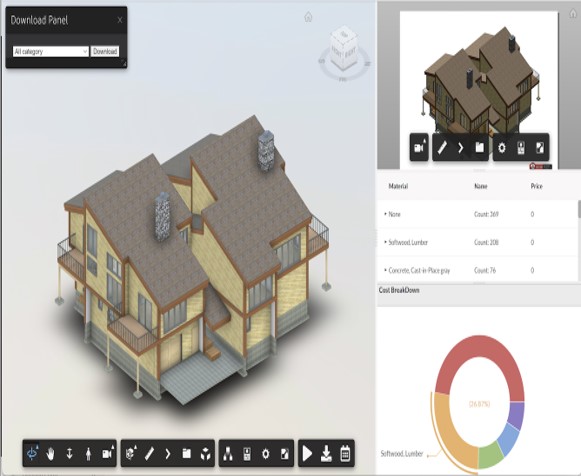 Download Panel
X
All category
Download
Material Name Price
None Count: 369 0
Softwood, Lumber Count: 208 0
Concrete, Cast-in-Place gray Count: 76 0
Cost BreakDown
(26.87%)
Softwood, Lumber